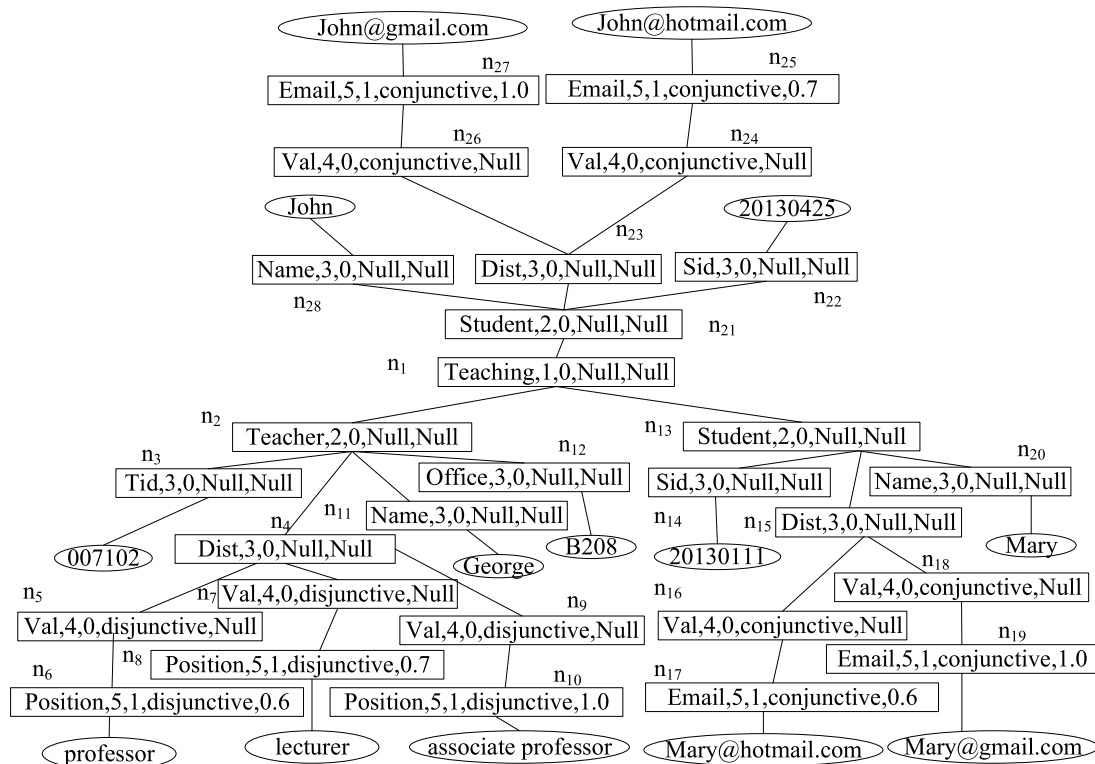 John@gmail.com
John@hotmail.com
n27
n25
Email,5,1,conjunctive,1.0
Email,5,1,conjunctive,0.7
n26
n24
Val,4,0,conjunctive,Null
Val,4,0,conjunctive,Null
John
20130425
n23
Name,3,0,Null,Null
Dist,3,0,Null,Null
Sid,3,0,Null,Null
n28
n22
Student,2,0,Null,Null
n21
n1
Teaching,1,0,Null,Null
n2
n13
Teacher,2,0,Null,Null
Student,2,0,Null,Null
n3
n12
n20
Tid,3,0,Null,Null
Office,3,0,Null,Null
Sid,3,0,Null,Null
Name,3,0,Null,Null
n4
n11
Name,3,0,Null,Null
n14
n15
Dist,3,0,Null,Null
007102
Dist,3,0,Null,Null
George
B208
20130111
Mary
n18
n5
n7
Val,4,0,disjunctive,Null
n9
n16
Val,4,0,conjunctive,Null
Val,4,0,disjunctive,Null
Val,4,0,disjunctive,Null
Val,4,0,conjunctive,Null
n19
n8
Position,5,1,disjunctive,0.7
Email,5,1,conjunctive,1.0
n6
n10
n17
Position,5,1,disjunctive,0.6
Position,5,1,disjunctive,1.0
Email,5,1,conjunctive,0.6
professor
lecturer
associate professor
Mary@hotmail.com
Mary@gmail.com